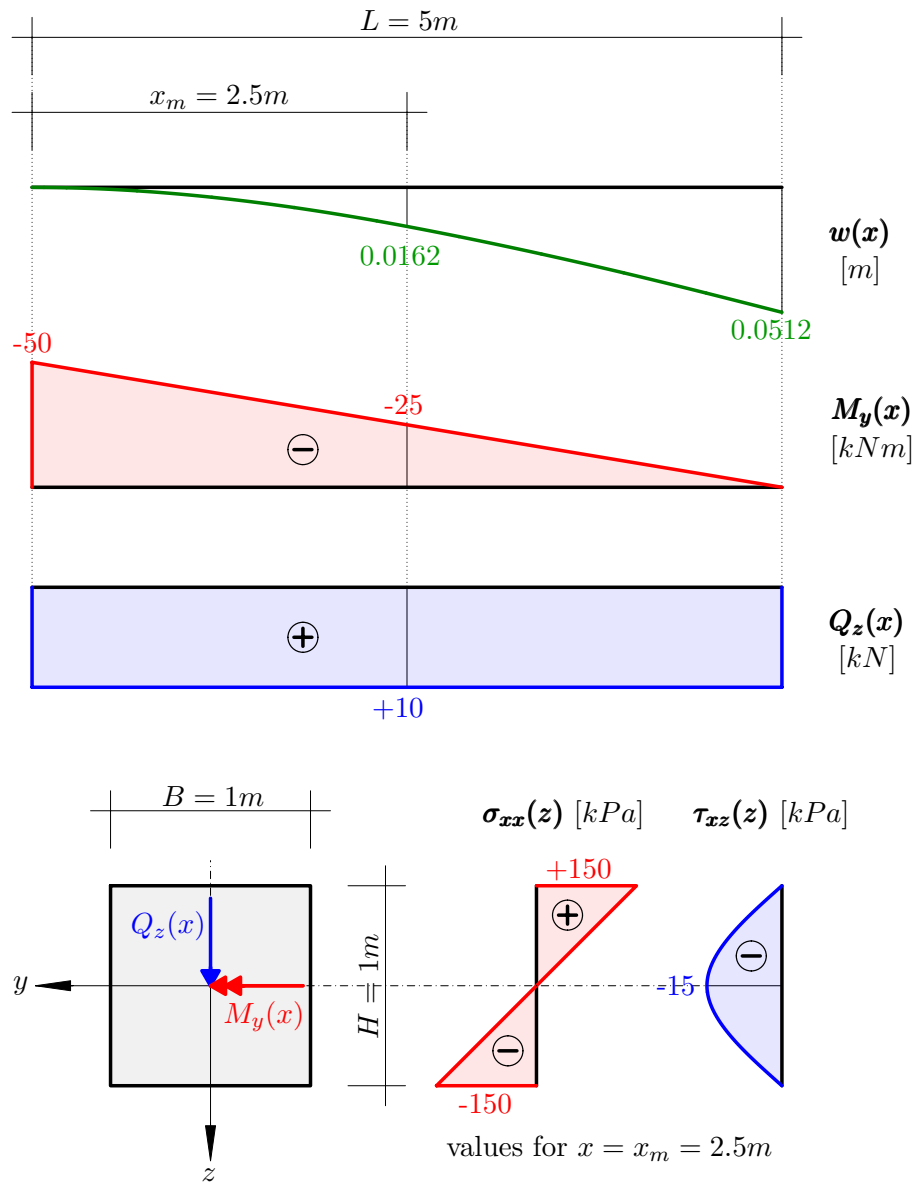 L = 5m
x_m = 2.5m
w(x)
0.0162
[m]
0.0512
-50
-25
M_y(x)
[kNm]
−
+
Q_z(x)
[kN]
+10
B = 1m
σ_xx(z) [kPa]
τ_xz(z) [kPa]
+150
+
Q_z(x)
−
y
H = 1m
-15
M_y(x)
−
-150
values for x = x_m = 2.5m
z